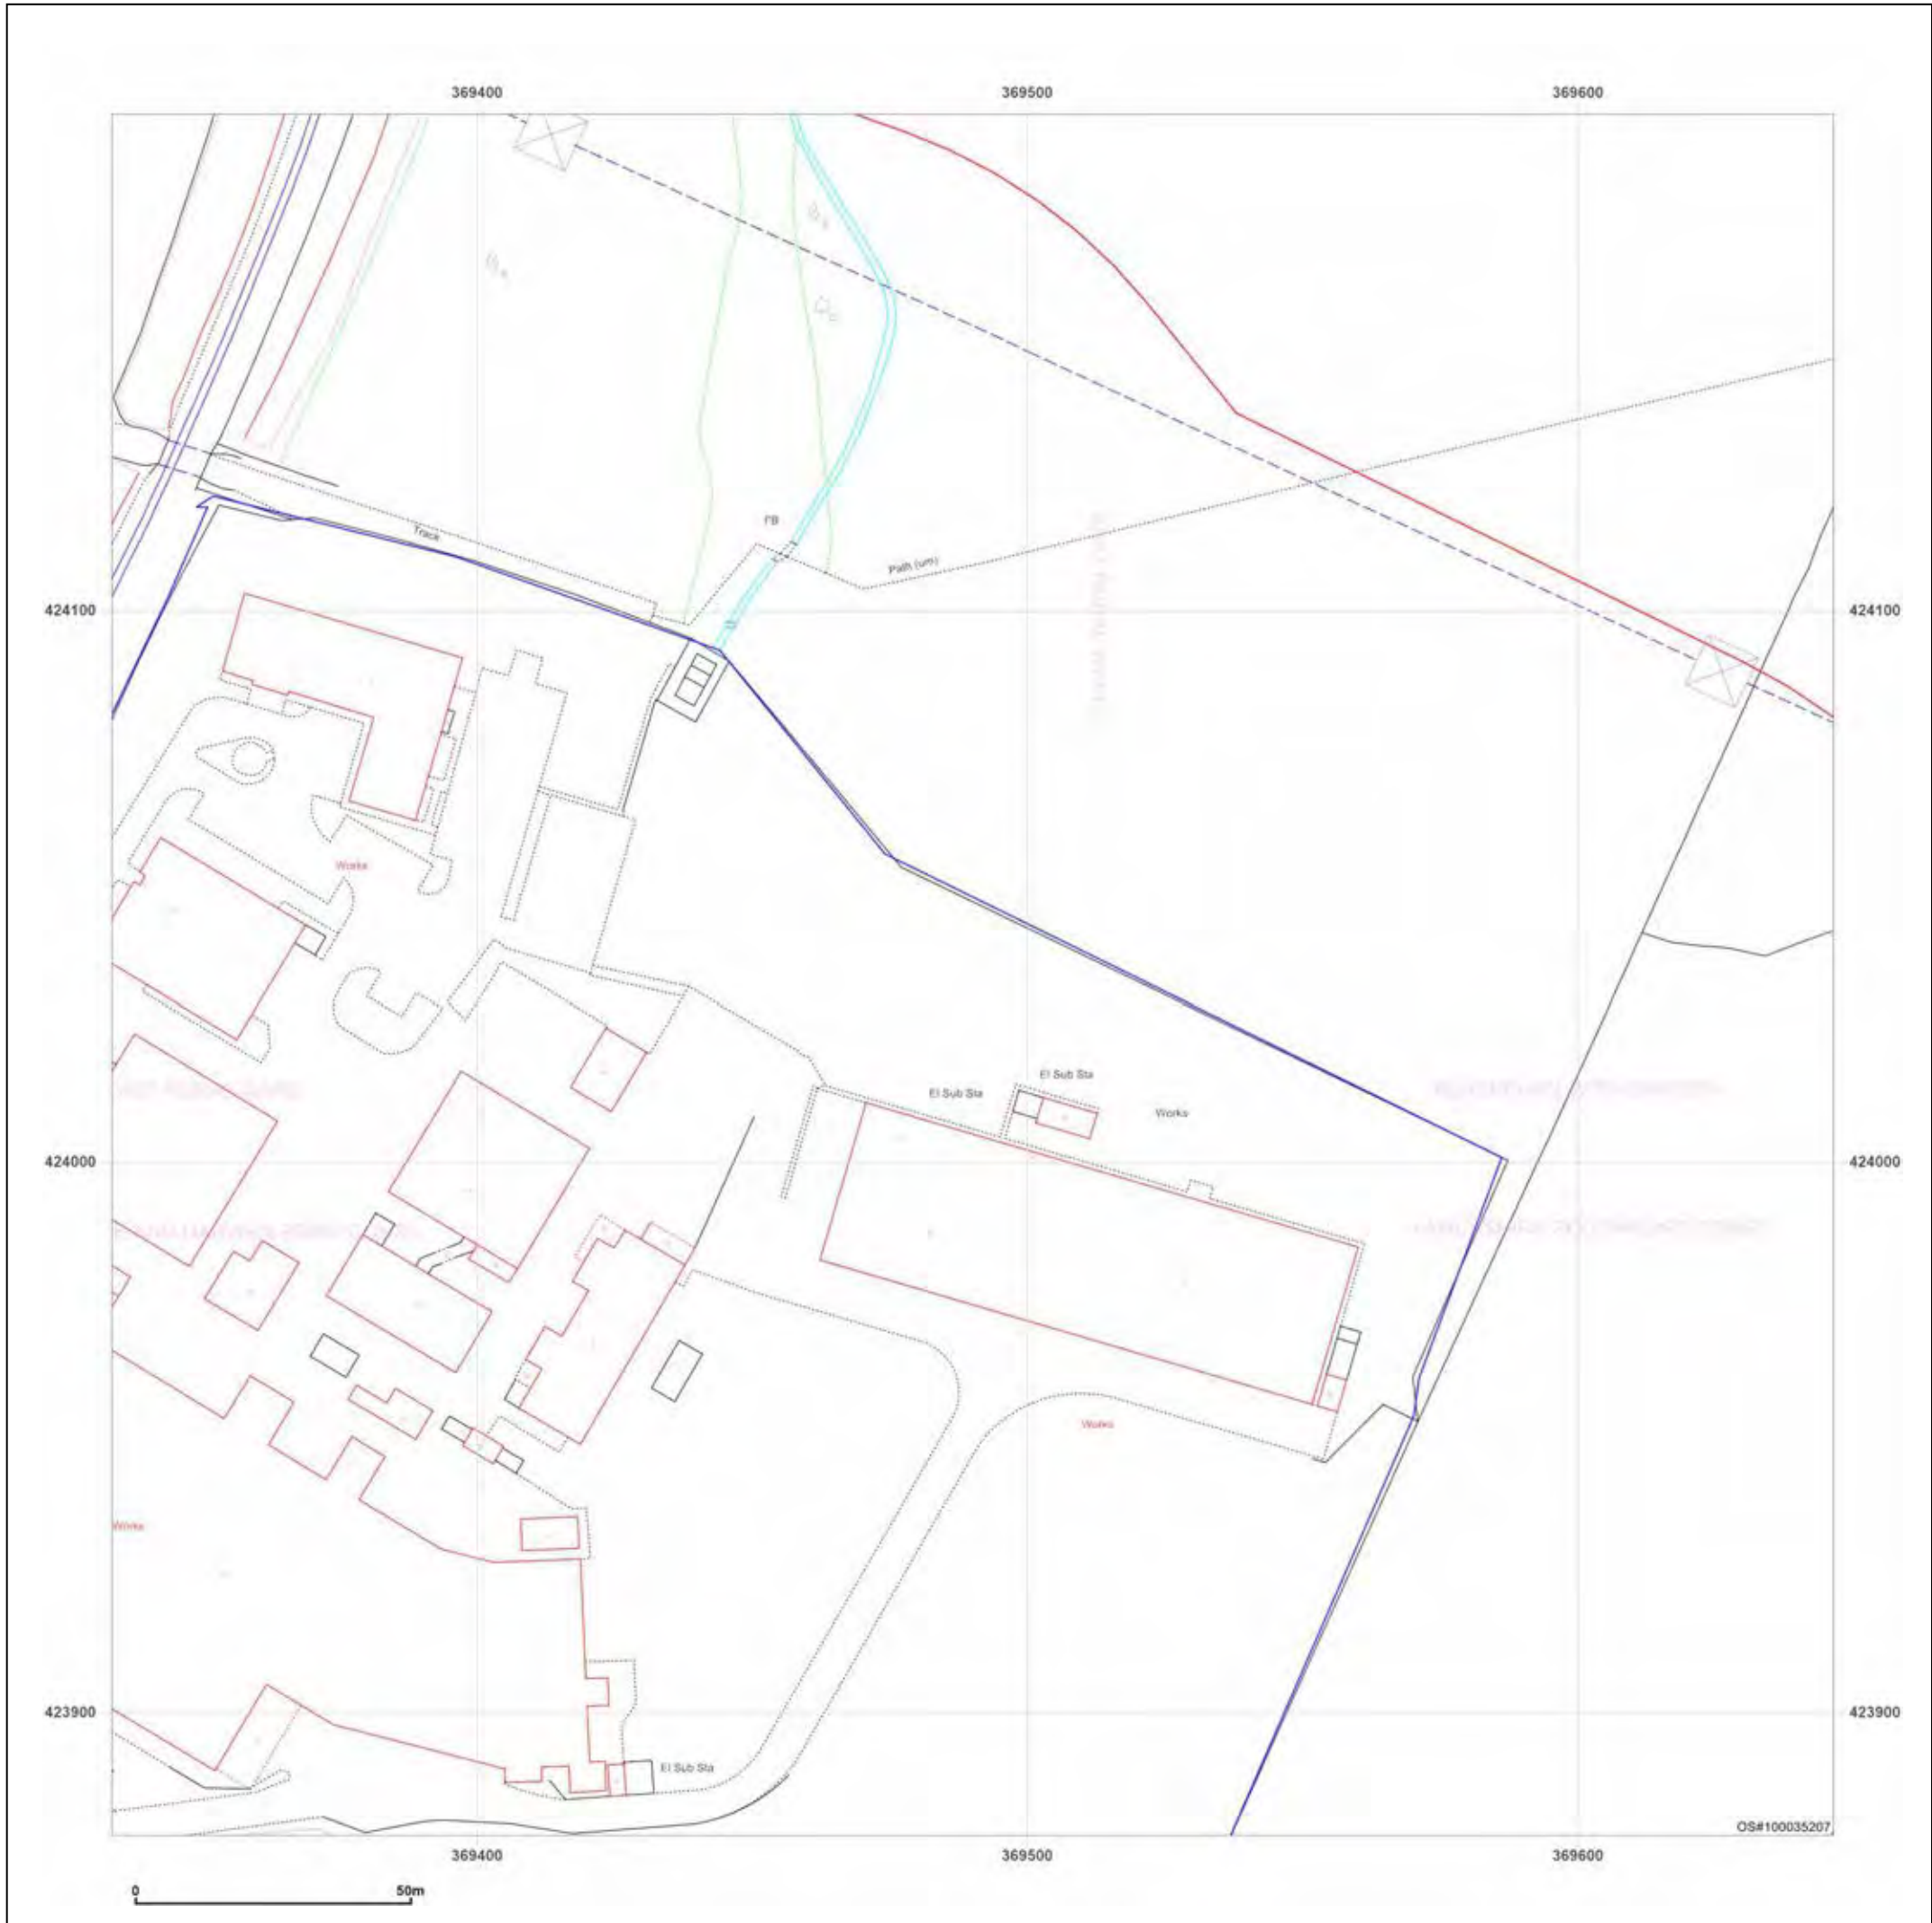 369400 369500 369600
Track
FB
Path (um)
424100 424100
Works
El Sub Sta
El Sub Sta
Works
424000 424000
Works
Works
423900 423900
El Sub Sta
OS#100035207
369400 369500 369600
0 50m